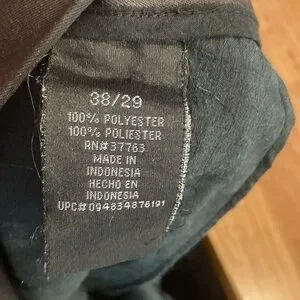 38/29
100% POLYESTER
100% POLIESTER
RN# 37763
MADE IN
INDONESIA
HECHO EN
INDONESIA
UPC# 094834876191